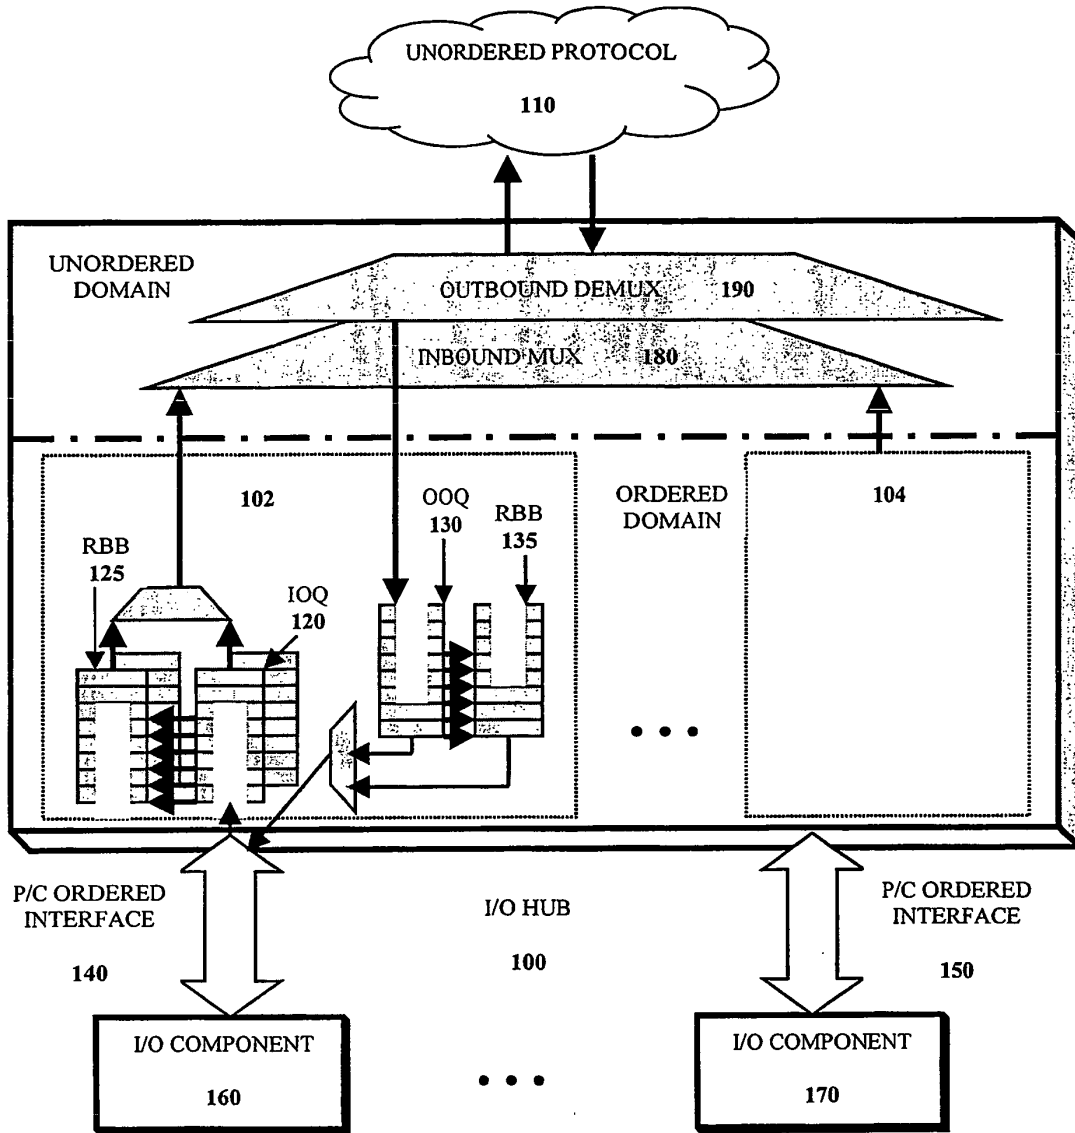 UNORDERED PROTOCOL
110
UNORDERED
DOMAIN
OUTBOUND DEMUX 190
INBOUND MUX 180
102
OOQ
130
RBB
135
ORDERED
DOMAIN
104
RBB
125
IOQ
120
P/C ORDERED
INTERFACE
140
I/O HUB
100
P/C ORDERED
INTERFACE
150
I/O COMPONENT
160
I/O COMPONENT
170